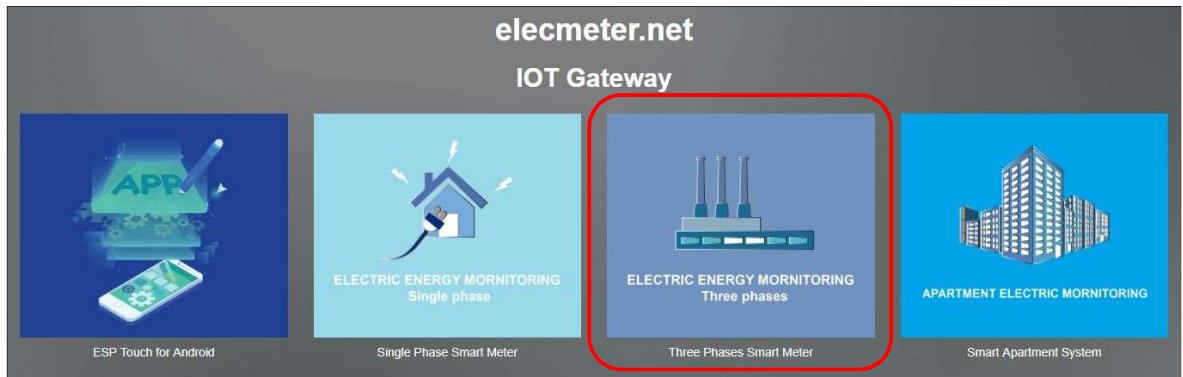 elecmeter.net
IOT Gateway
APP
ELECTRIC ENERGY MORNITORING
Single phase
ELECTRIC ENERGY MORNITORING
Three phases
APARTMENT ELECTRIC MORNITORING
ESP Touch for Android
Single Phase Smart Meter
Three Phases Smart Meter
Smart Apartment System